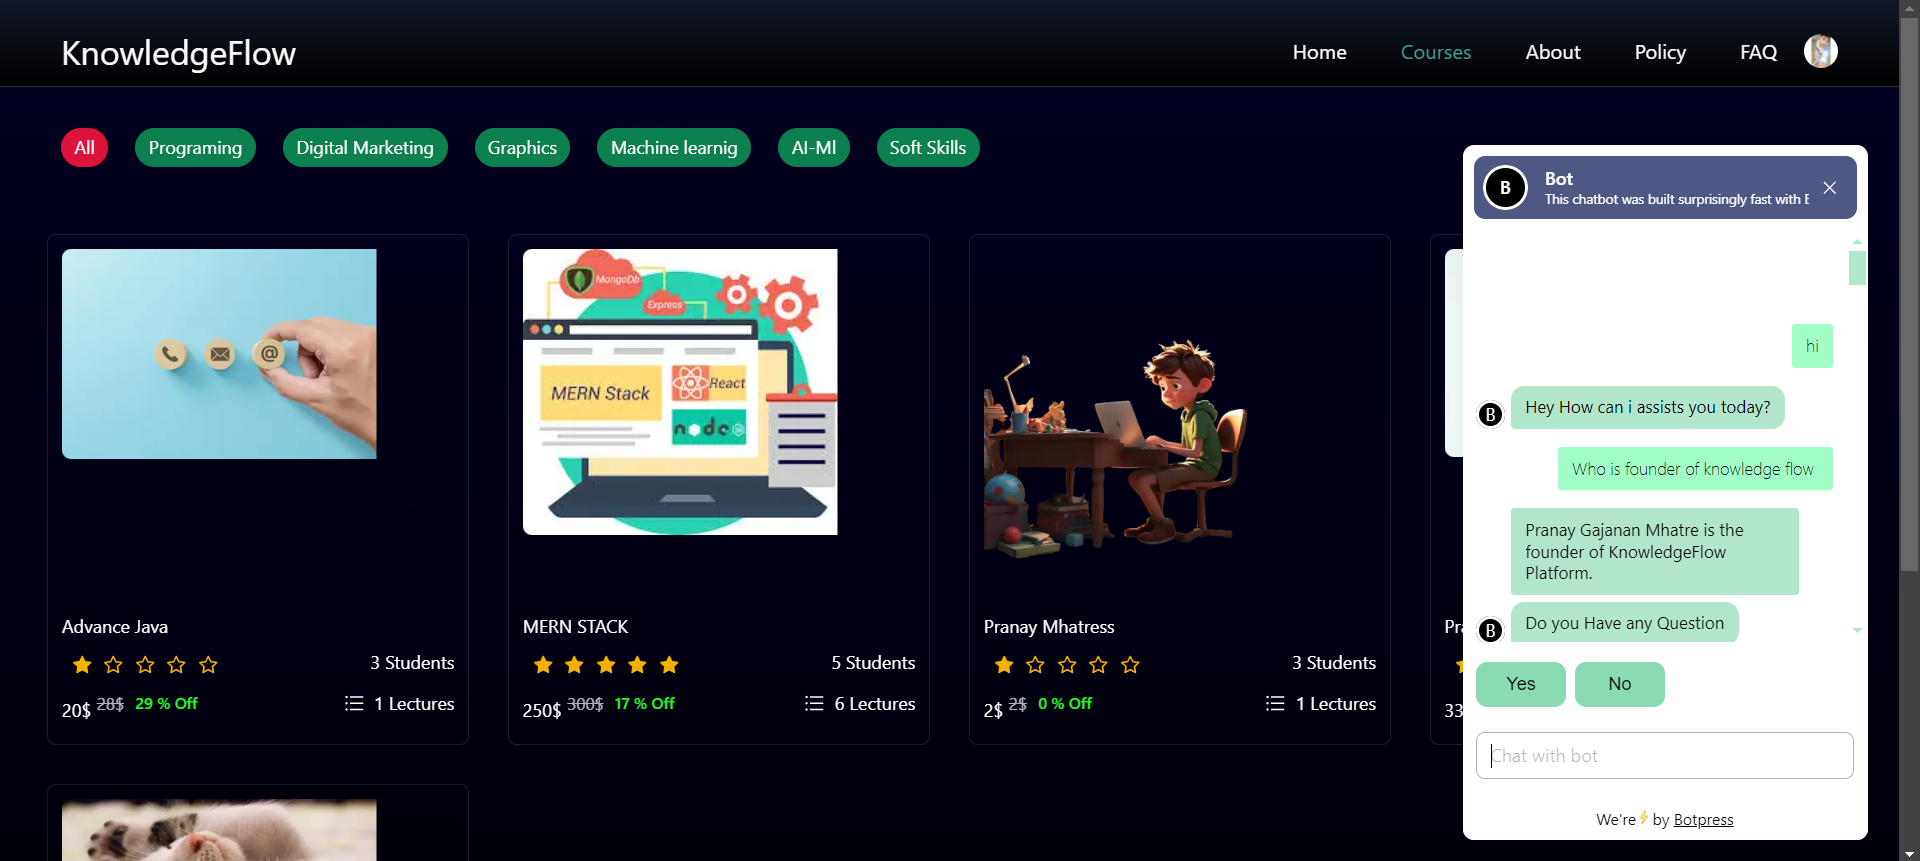 KnowledgeFlow
Home Courses About Policy FAQ
All Programing Digital Marketing Graphics Machine learnig AI-Ml Soft Skills
MongoDb
Express
MERN Stack
React
node
Advance Java
3 Students
20$ 28$ 29 % Off 1 Lectures
MERN STACK
5 Students
250$ 300$ 17 % Off 6 Lectures
Pranay Mhatress
3 Students
2$ 2$ 0 % Off 1 Lectures
33
B
Bot
This chatbot was built surprisingly fast with
hi
B Hey How can i assists you today?
Who is founder of knowledge flow
Pranay Gajanan Mhatre is the
founder of KnowledgeFlow
Platform.
B Do you Have any Question
Yes No
Chat with bot
We're⚡ by Botpress